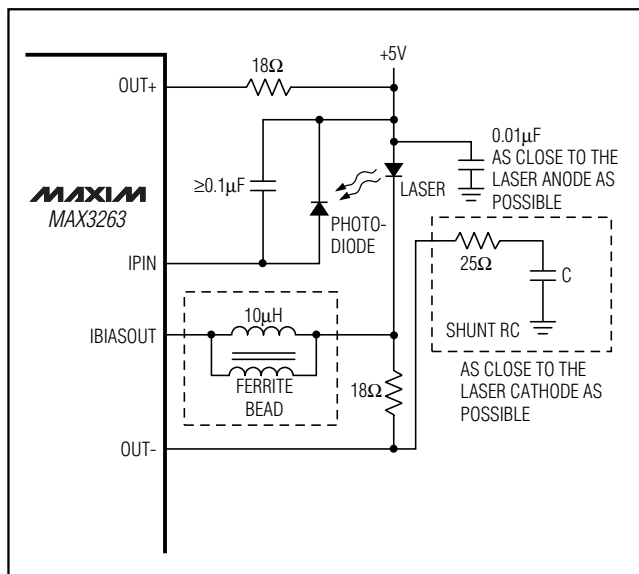 +5V
18Ω
OUT+
0.01µF
AS CLOSE TO THE
LASER ANODE AS
POSSIBLE
≥0.1µF
LASER
MAXIM
MAX3263
PHOTO-
DIODE
25Ω
C
IPIN
SHUNT RC
10µH
IBIASOUT
FERRITE
BEAD
18Ω
AS CLOSE TO THE
LASER CATHODE AS
POSSIBLE
OUT-